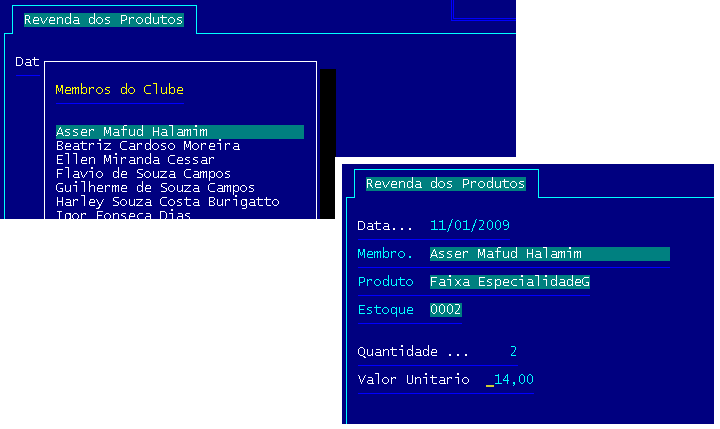 Revenda dos Produtos
Dat
Membros do Clube
Asser Mafud Halamim
Beatriz Cardoso Moreira
Ellen Miranda Cessar
Flavio de Souza Campos
Guilherme de Souza Campos
Harley Souza Costa Burigatto
Igor Fonseca Dias
Revenda dos Produtos
Data... 11/01/2009
Membro. Asser Mafud Halamim
Produto Faixa EspecialidadeG
Estoque 0002
Quantidade ... 2
Valor Unitario _14,00